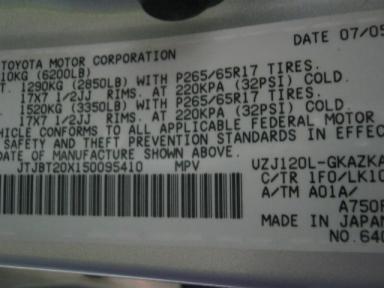 TOYOTA MOTOR CORPORATION DATE 07/05
10KG (6200LB)
1290KG (2850LB) WITH P265/65R17 TIRES.
17X7 1/2JJ RIMS. AT 220KPA (32PSI) COLD.
1520KG (3350LB) WITH P265/65R17 TIRES.
17X7 1/2JJ RIMS. AT 220KPA (32PSI) COLD.
VEHICLE CONFORMS TO ALL APPLICABLE FEDERAL MOTOR
SAFETY AND THEFT PREVENTION STANDARDS IN EFFECT
DATE OF MANUFACTURE SHOWN ABOVE.
JTJBT20X150095410 MPV UZJ120L-GKAZKA
C/TR 1F0/LK10
A/TM A01A/
A750F
MADE IN JAPAN
NO.640